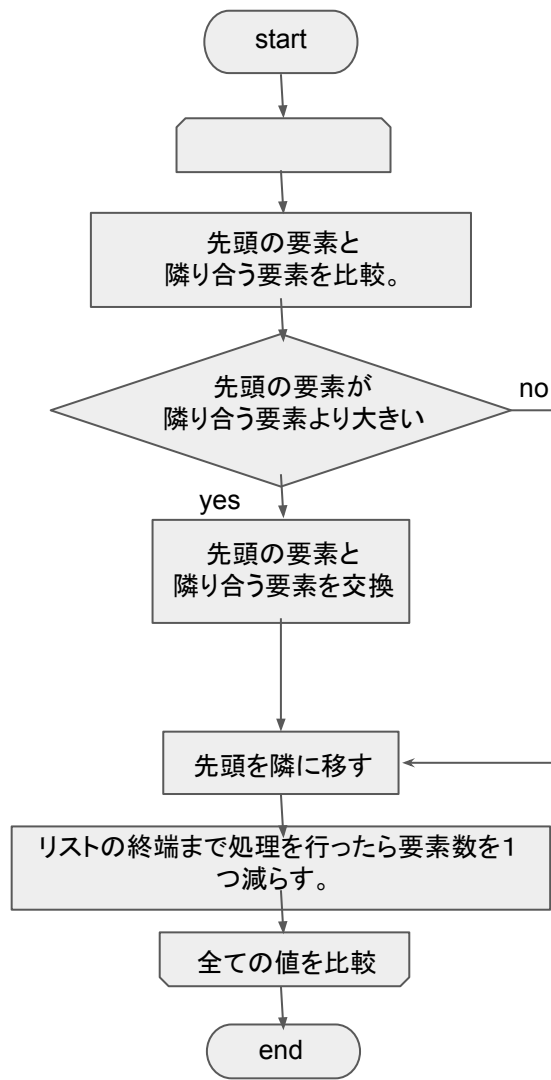 start
先頭の要素と
隣り合う要素を比較。
先頭の要素が
隣り合う要素より大きい
no
yes
先頭の要素と
隣り合う要素を交換
先頭を隣に移す
リストの終端まで処理を行ったら要素数を1
つ減らす。
全ての値を比較
end